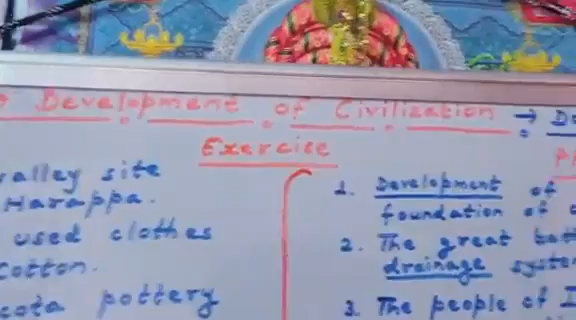 Development of Civilization → 
Exercise
valley site
Harappa.
used clothes
cotton.
pottery
1. Development of
foundation of
2. The great
drainage system
3. The people of